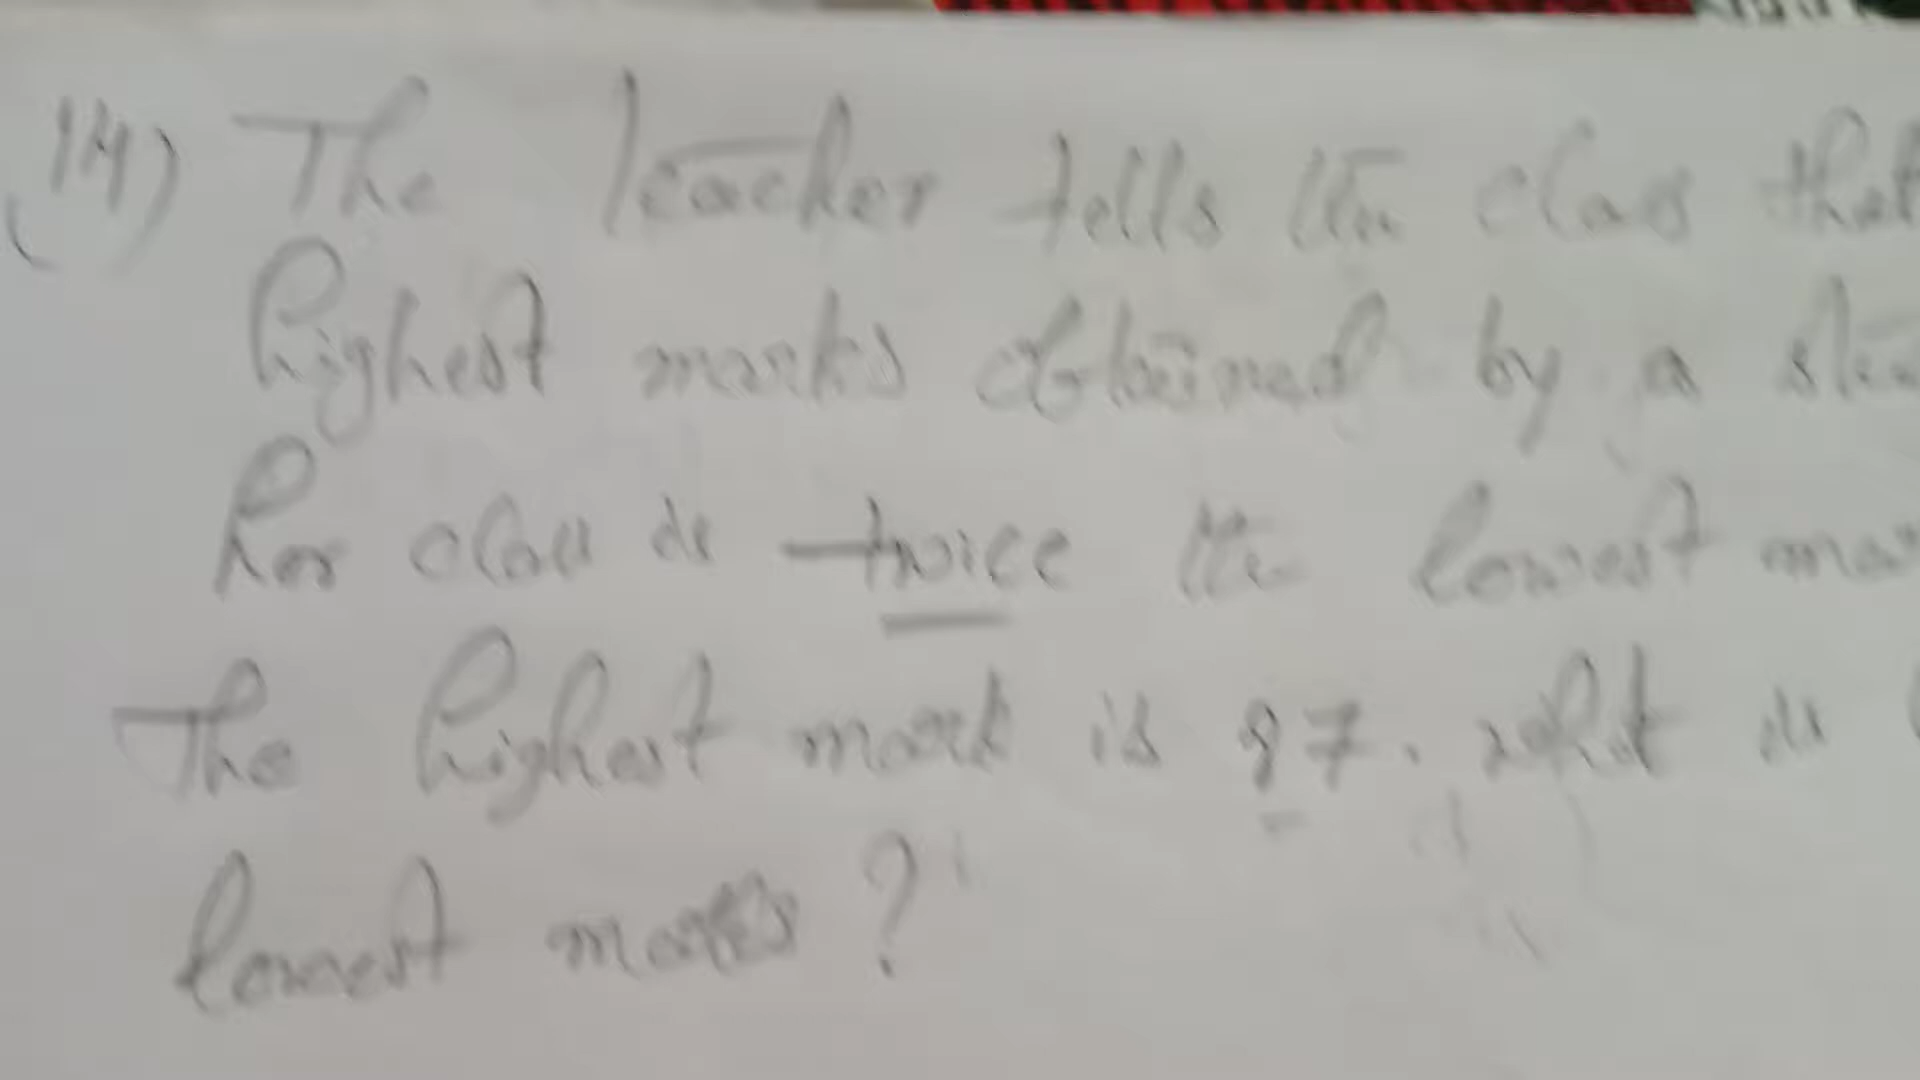 14) The teacher tells the class that
highest marks obtained by a
her class is twice the lowest
The highest mark is 87. what is
lowest marks ?